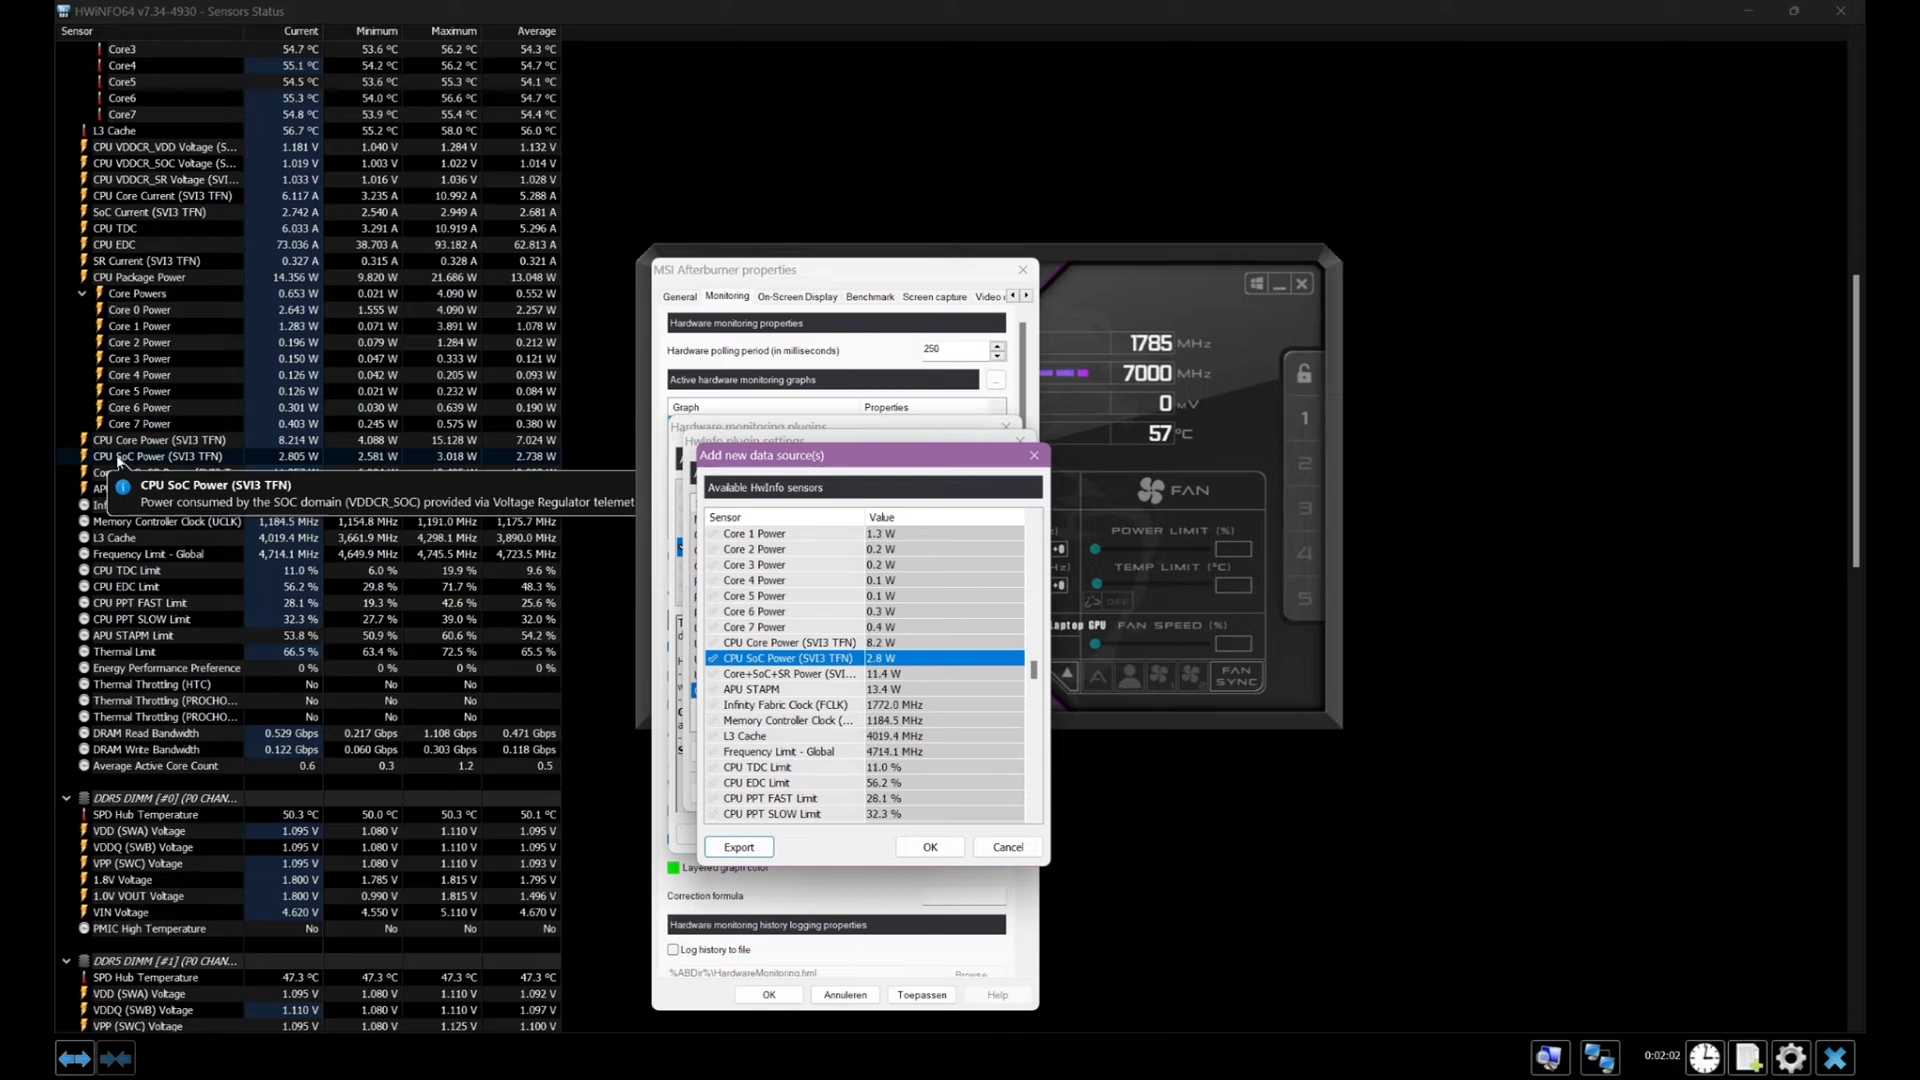 HWiNFO64 v7.34-4930 - Sensors Status
Sensor Current Minimum Maximum Average
Core3 54.7 °C 53.6 °C 56.2 °C 54.3 °C
Core4 55.1 °C 54.2 °C 56.2 °C 54.7 °C
Core5 54.5 °C 53.6 °C 55.3 °C 54.1 °C
Core6 55.3 °C 54.0 °C 56.6 °C 54.7 °C
Core7 54.8 °C 53.9 °C 55.4 °C 54.4 °C
L3 Cache 56.7 °C 55.2 °C 58.0 °C 56.0 °C
CPU VDDCR_VDD Voltage (S... 1.181 V 1.040 V 1.284 V 1.132 V
CPU VDDCR_SOC Voltage (S... 1.019 V 1.003 V 1.022 V 1.014 V
CPU VDDCR_SR Voltage (SVI... 1.033 V 1.016 V 1.036 V 1.028 V
CPU Core Current (SVI3 TFN) 6.117 A 3.235 A 10.992 A 5.288 A
SoC Current (SVI3 TFN) 2.742 A 2.540 A 2.949 A 2.681 A
CPU TDC 6.033 A 3.291 A 10.919 A 5.296 A
CPU EDC 73.036 A 38.703 A 93.182 A 62.813 A
SR Current (SVI3 TFN) 0.327 A 0.315 A 0.328 A 0.321 A
CPU Package Power 14.356 W 9.820 W 21.686 W 13.048 W
Core Powers 0.653 W 0.021 W 4.090 W 0.552 W
Core 0 Power 2.643 W 1.555 W 4.090 W 2.257 W
Core 1 Power 1.283 W 0.071 W 3.891 W 1.078 W
Core 2 Power 0.196 W 0.079 W 1.284 W 0.212 W
Core 3 Power 0.150 W 0.047 W 0.333 W 0.121 W
Core 4 Power 0.126 W 0.042 W 0.205 W 0.093 W
Core 5 Power 0.126 W 0.021 W 0.232 W 0.084 W
Core 6 Power 0.301 W 0.030 W 0.639 W 0.190 W
Core 7 Power 0.403 W 0.245 W 0.575 W 0.380 W
CPU Core Power (SVI3 TFN) 8.214 W 4.088 W 15.128 W 7.024 W
CPU SoC Power (SVI3 TFN) 2.805 W 2.581 W 3.018 W 2.738 W
CPU SoC Power (SVI3 TFN)
Power consumed by the SOC domain (VDDCR_SOC) provided via Voltage Regulator telemet
Memory Controller Clock (UCLK) 1,184.5 MHz 1,154.8 MHz 1,191.0 MHz 1,175.7 MHz
L3 Cache 4,019.4 MHz 3,661.9 MHz 4,298.1 MHz 3,890.0 MHz
Frequency Limit - Global 4,714.1 MHz 4,649.9 MHz 4,745.5 MHz 4,723.5 MHz
CPU TDC Limit 11.0 % 6.0 % 19.9 % 9.6 %
CPU EDC Limit 56.2 % 29.8 % 71.7 % 48.3 %
CPU PPT FAST Limit 28.1 % 19.3 % 42.6 % 25.6 %
CPU PPT SLOW Limit 32.3 % 27.7 % 39.0 % 32.0 %
APU STAPM Limit 53.8 % 50.9 % 60.6 % 54.2 %
Thermal Limit 66.5 % 63.4 % 72.5 % 65.5 %
Energy Performance Preference 0 % 0 % 0 % 0 %
Thermal Throttling (HTC) No No No No
Thermal Throttling (PROCHO... No No No No
Thermal Throttling (PROCHO... No No No No
DRAM Read Bandwidth 0.529 Gbps 0.217 Gbps 1.108 Gbps 0.471 Gbps
DRAM Write Bandwidth 0.122 Gbps 0.060 Gbps 0.303 Gbps 0.118 Gbps
Average Active Core Count 0.6 0.3 1.2 0.5
DDR5 DIMM [#0] (P0 CHAN...
SPD Hub Temperature 50.3 °C 50.0 °C 50.3 °C 50.1 °C
VDD (SWA) Voltage 1.095 V 1.080 V 1.110 V 1.095 V
VDDQ (SWB) Voltage 1.095 V 1.080 V 1.110 V 1.095 V
VPP (SWC) Voltage 1.095 V 1.080 V 1.110 V 1.093 V
1.8V Voltage 1.800 V 1.785 V 1.815 V 1.795 V
1.0V VOUT Voltage 1.800 V 0.990 V 1.815 V 1.496 V
VIN Voltage 4.620 V 4.550 V 5.110 V 4.670 V
PMIC High Temperature No No No No
DDR5 DIMM [#1] (P0 CHAN...
SPD Hub Temperature 47.3 °C 47.3 °C 47.3 °C 47.3 °C
VDD (SWA) Voltage 1.095 V 1.080 V 1.110 V 1.092 V
VDDQ (SWB) Voltage 1.110 V 1.080 V 1.110 V 1.097 V
VPP (SWC) Voltage 1.095 V 1.080 V 1.125 V 1.100 V
0:02:02
MSI Afterburner properties
General Monitoring On-Screen Display Benchmark Screen capture Video
Hardware monitoring properties
Hardware polling period (in milliseconds) 250
Active hardware monitoring graphs ...
Graph Properties
Hardware monitoring plugins
HwInfo plugin settings
Add new data source(s)
Available HwInfo sensors
Sensor Value
Core 1 Power 1.3 W
Core 2 Power 0.2 W
Core 3 Power 0.2 W
Core 4 Power 0.1 W
Core 5 Power 0.1 W
Core 6 Power 0.3 W
Core 7 Power 0.4 W
CPU Core Power (SVI3 TFN) 8.2 W
CPU SoC Power (SVI3 TFN) 2.8 W
Core+SoC+SR Power (SVI... 11.4 W
APU STAPM 13.4 W
Infinity Fabric Clock (FCLK) 1772.0 MHz
Memory Controller Clock (... 1184.5 MHz
L3 Cache 4019.4 MHz
Frequency Limit - Global 4714.1 MHz
CPU TDC Limit 11.0 %
CPU EDC Limit 56.2 %
CPU PPT FAST Limit 28.1 %
CPU PPT SLOW Limit 32.3 %
Export OK Cancel
Layered graph color
Correction formula
Hardware monitoring history logging properties
Log history to file
%ABDir%\HardwareMonitoring.hml Browse
OK Annuleren Toepassen Help
1785 MHz
7000 MHz
0 mV
57 °C
1
2
3
4
5
FAN
POWER LIMIT (%)
+0
TEMP LIMIT (°C)
+0
OFF
Laptop GPU FAN SPEED (%)
A
FAN SYNC